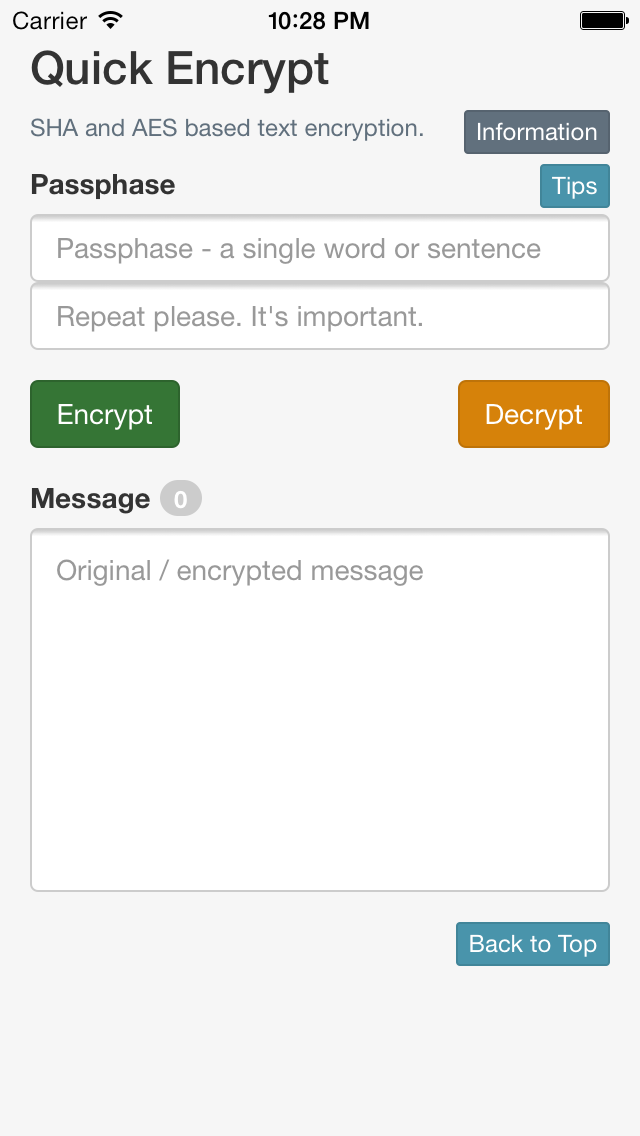 Carrier 10:28 PM
Quick Encrypt
SHA and AES based text encryption. Information
Passphase Tips
Passphase - a single word or sentence
Repeat please. It's important.
Encrypt Decrypt
Message 0
Original / encrypted message
Back to Top